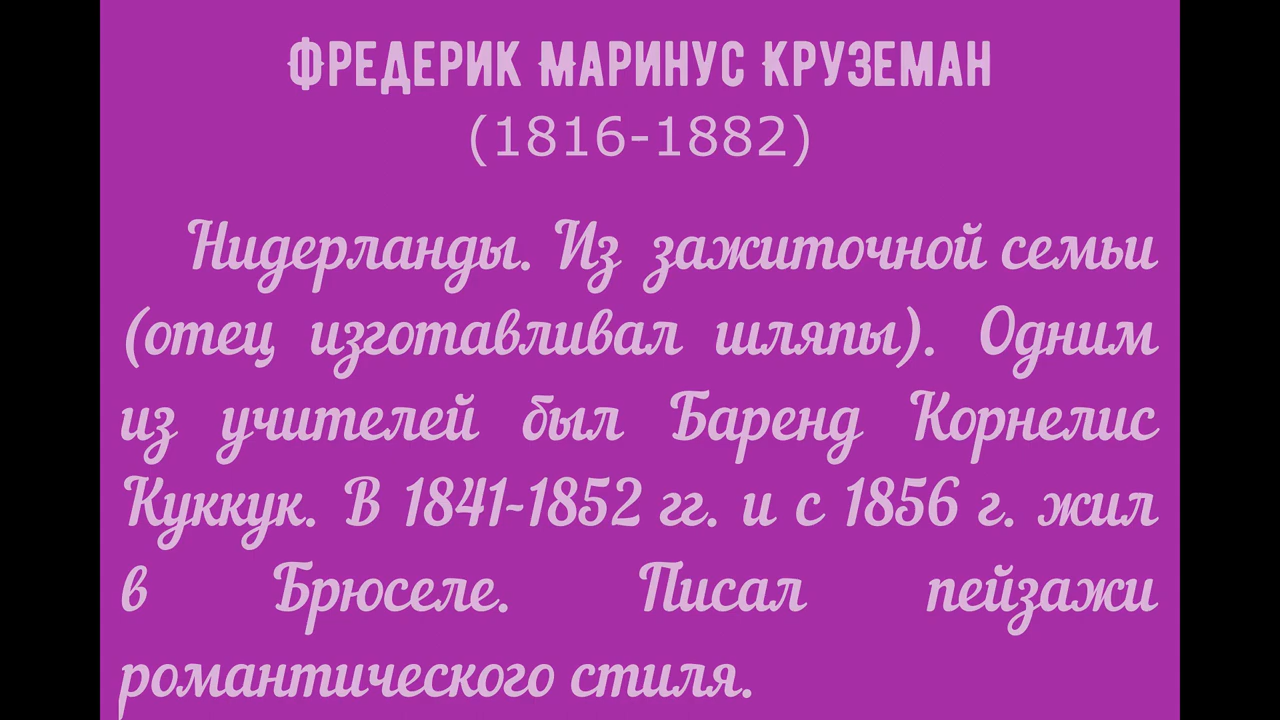 ФРЕДЕРИК МАРИНУС КРУЗЕМАН
(1816-1882)
Нидерланды. Из зажиточной семьи
(отец изготавливал шляпы). Одним
из учителей был Баренд Корнелис
Куккук. В 1841-1852 гг. и с 1856 г. жил
в Брюселе. Писал пейзажи
романтического стиля.